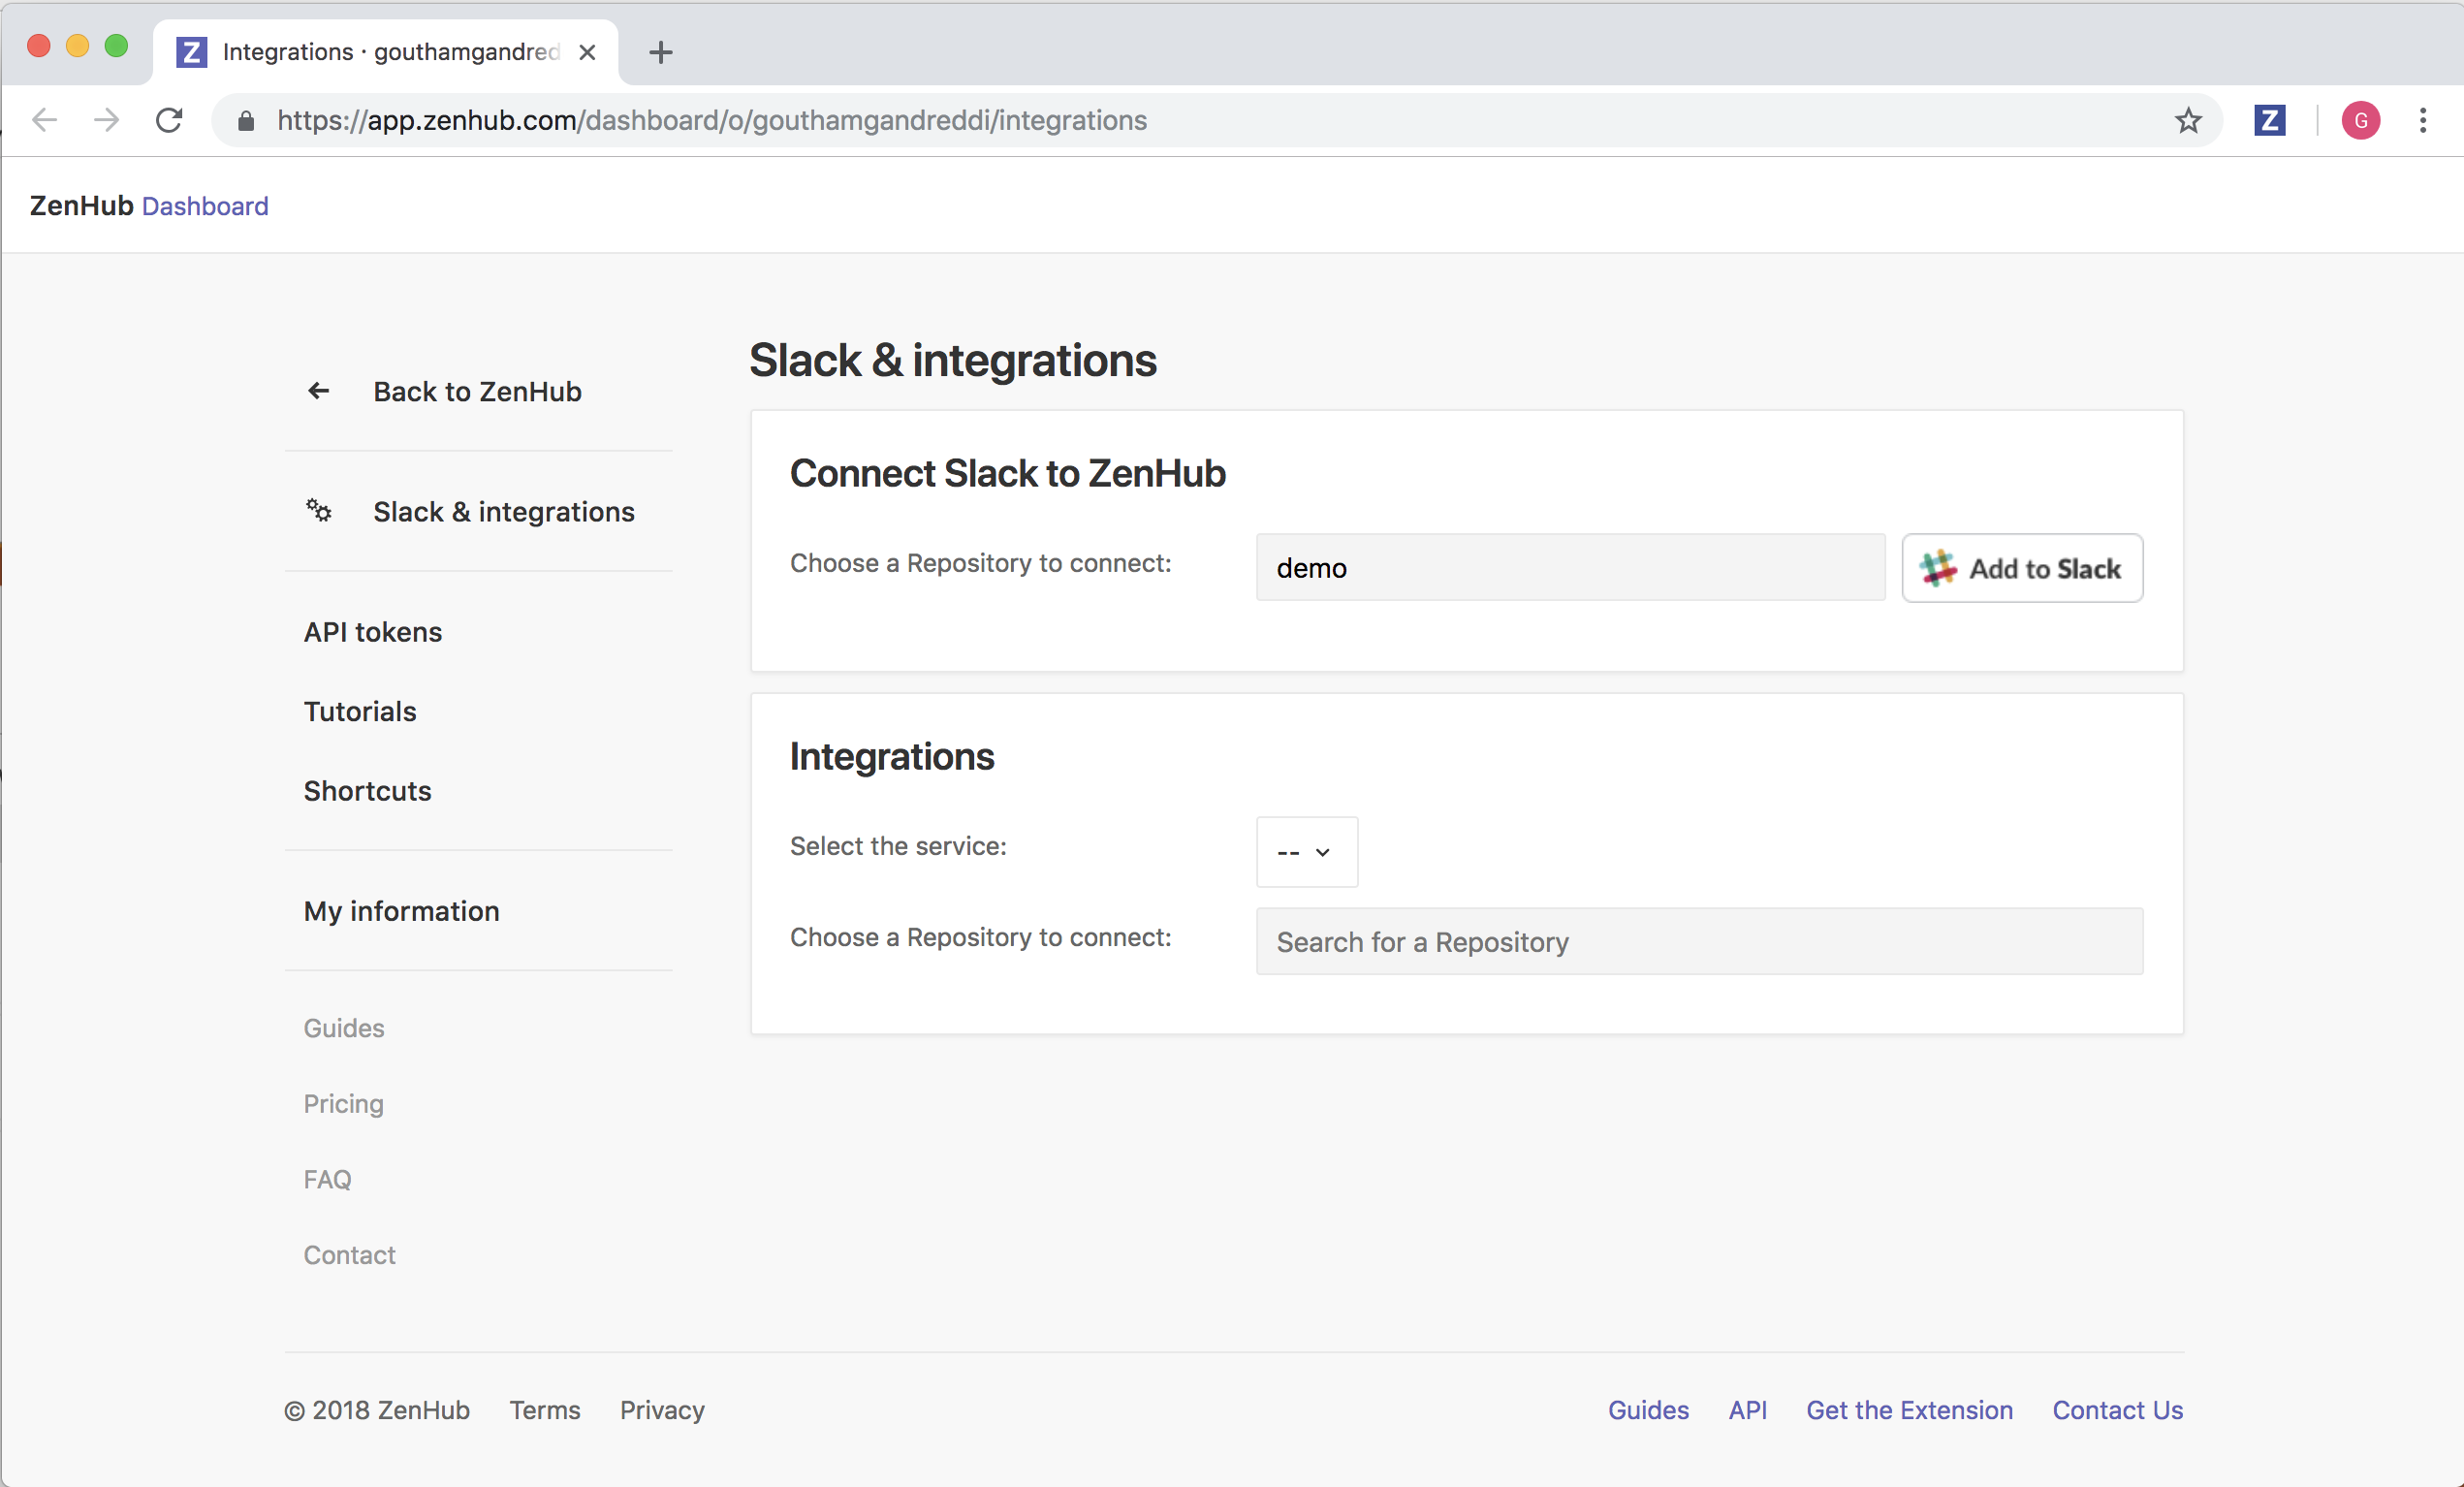 Z Integrations · gouthamgandred
https://app.zenhub.com/dashboard/o/gouthamgandreddi/integrations
Z
G
ZenHub Dashboard
Back to ZenHub
Slack & integrations
API tokens
Tutorials
Shortcuts
My information
Guides
Pricing
FAQ
Contact
Slack & integrations
Connect Slack to ZenHub
Choose a Repository to connect: demo Add to Slack
Integrations
Select the service: --
Choose a Repository to connect: Search for a Repository
© 2018 ZenHub Terms Privacy Guides API Get the Extension Contact Us